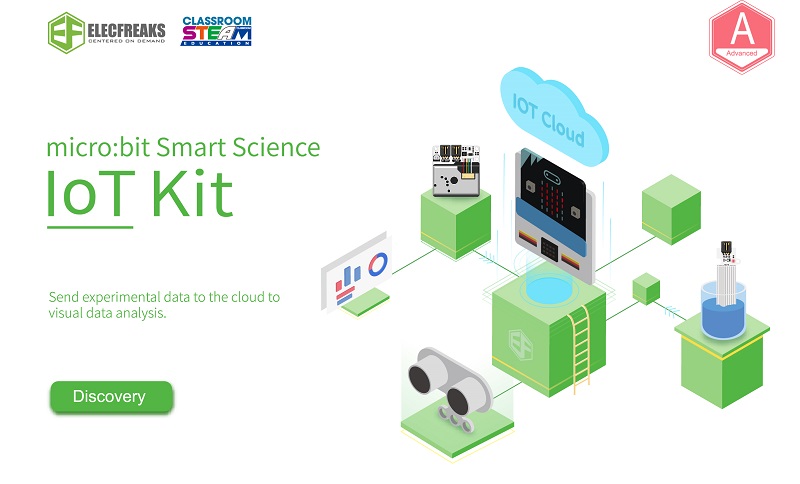 ELECFREAKS
CENTERED ON DEMAND
CLASSROOM
STEAM
EDUCATION
A
Advanced
IOT Cloud
micro:bit Smart Science
IoT Kit
Send experimental data to the cloud to
visual data analysis.
Discovery
EF